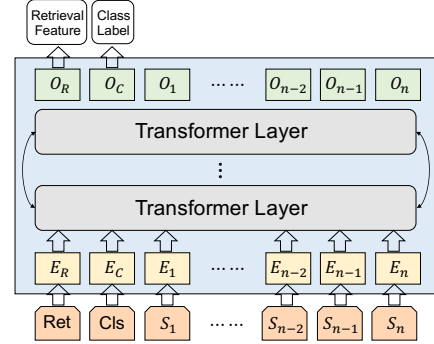 Retrieval Feature
Class Label
O_R O_C O_1 ⋯⋯ O_{n−2} O_{n−1} O_n
Transformer Layer
⋮
Transformer Layer
E_R E_C E_1 ⋯⋯ E_{n−2} E_{n−1} E_n
Ret Cls S_1 ⋯⋯ S_{n−2} S_{n−1} S_n